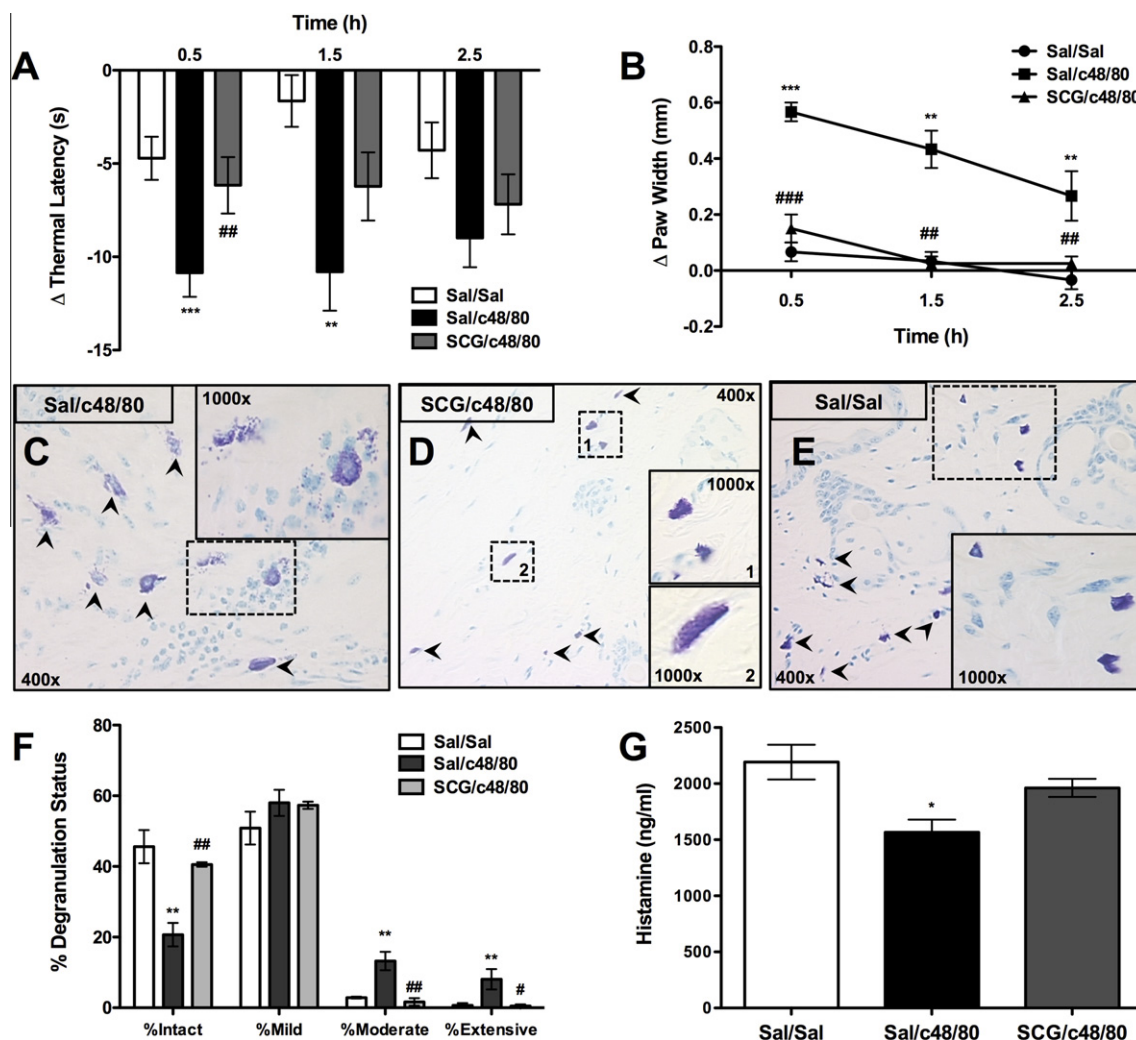 Time (h)
A
0.5 1.5 2.5
0
-5
-10
-15
Δ Thermal Latency (s)
##
***
**
Sal/Sal
Sal/c48/80
SCG/c48/80
B
Sal/Sal
Sal/c48/80
SCG/c48/80
0.6
0.4
0.2
0.0
-0.2
Δ Paw Width (mm)
***
**
**
###
##
##
0.5 1.5 2.5
Time (h)
Sal/c48/80
1000x
C
400x
SCG/c48/80
400x
D
1
2
1000x
1
1000x 2
Sal/Sal
E
400x
1000x
F
80
60
40
20
0
% Degranulation Status
Sal/Sal
Sal/c48/80
SCG/c48/80
**
##
**
##
**
#
%Intact %Mild %Moderate %Extensive
G
2500
2000
1500
1000
500
0
Histamine (ng/ml)
*
Sal/Sal Sal/c48/80 SCG/c48/80